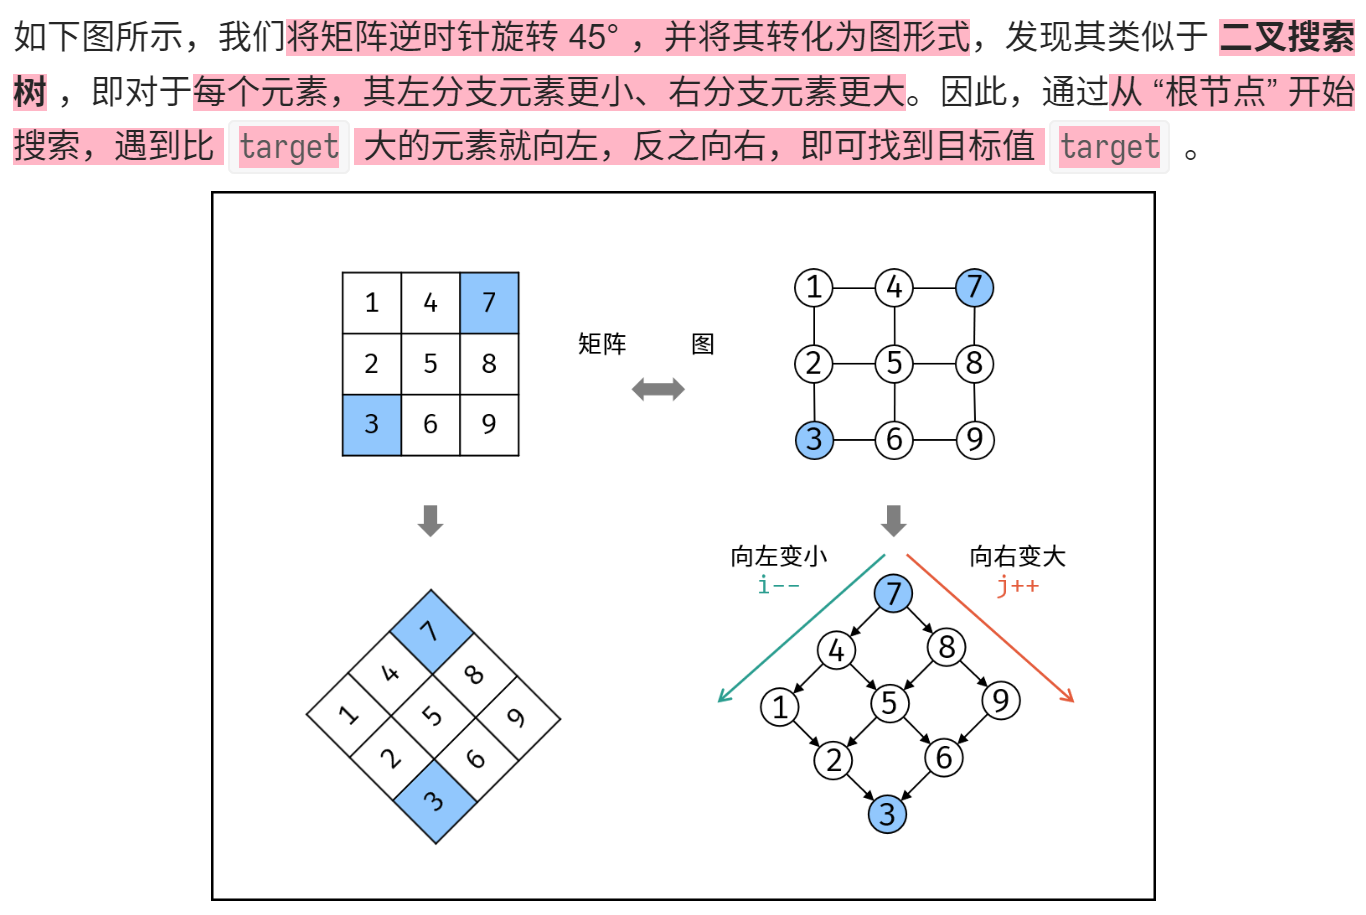 如下图所示，我们将矩阵逆时针旋转 45° ，并将其转化为图形式，发现其类似于 二叉搜索
树 ，即对于每个元素，其左分支元素更小、右分支元素更大。因此，通过从 “根节点” 开始
搜索，遇到比 target 大的元素就向左，反之向右，即可找到目标值 target 。
1 4 7
2 5 8
3 6 9
矩阵 图
1 4 7
2 5 8
3 6 9
7
4 8
1 5 9
2 6
3
向左变小
i--
向右变大
j++
7
4 8
1 5 9
2 6
3